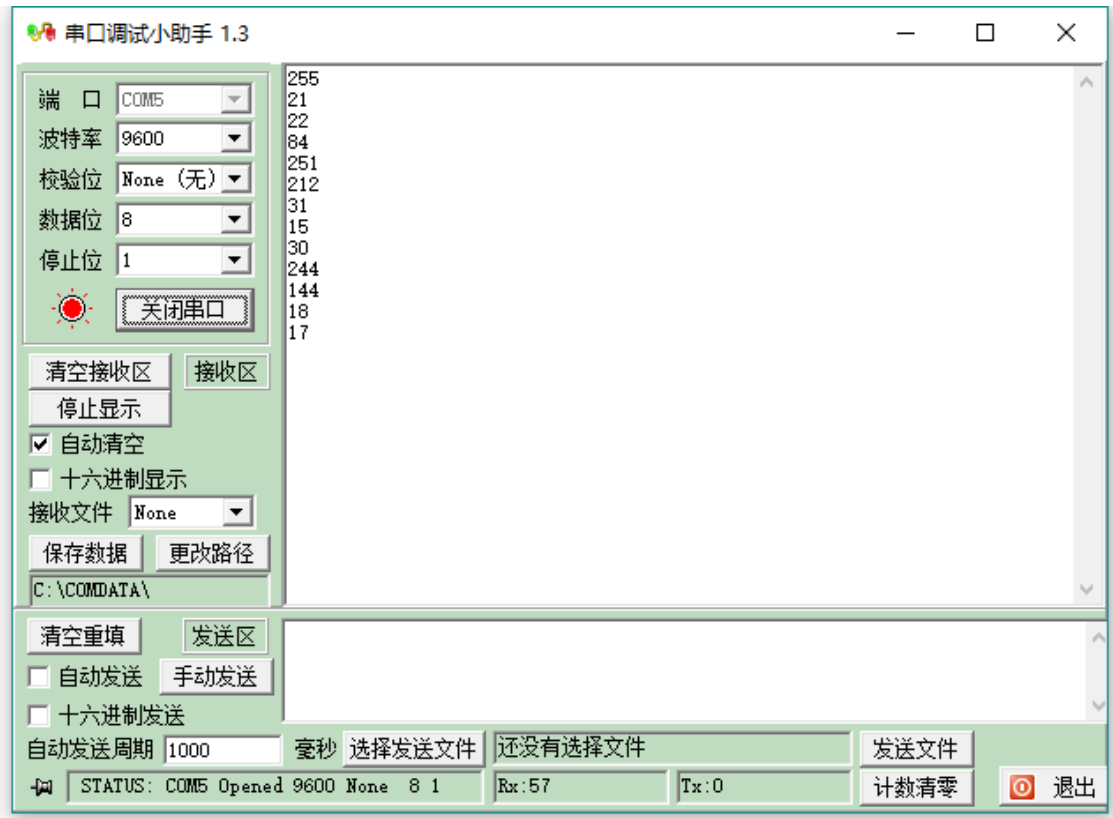 串口调试小助手 1.3
端 口 COM5
波特率 9600
校验位 None (无)
数据位 8
停止位 1
关闭串口
清空接收区 接收区
停止显示
自动清空
十六进制显示
接收文件 None
保存数据 更改路径
C:\COMDATA\
255
21
22
84
251
212
31
15
30
244
144
18
17
清空重填 发送区
自动发送 手动发送
十六进制发送
自动发送周期 1000 毫秒 选择发送文件 还没有选择文件 发送文件
STATUS: COM5 Opened 9600 None 8 1 Rx:57 Tx:0 计数清零 退出